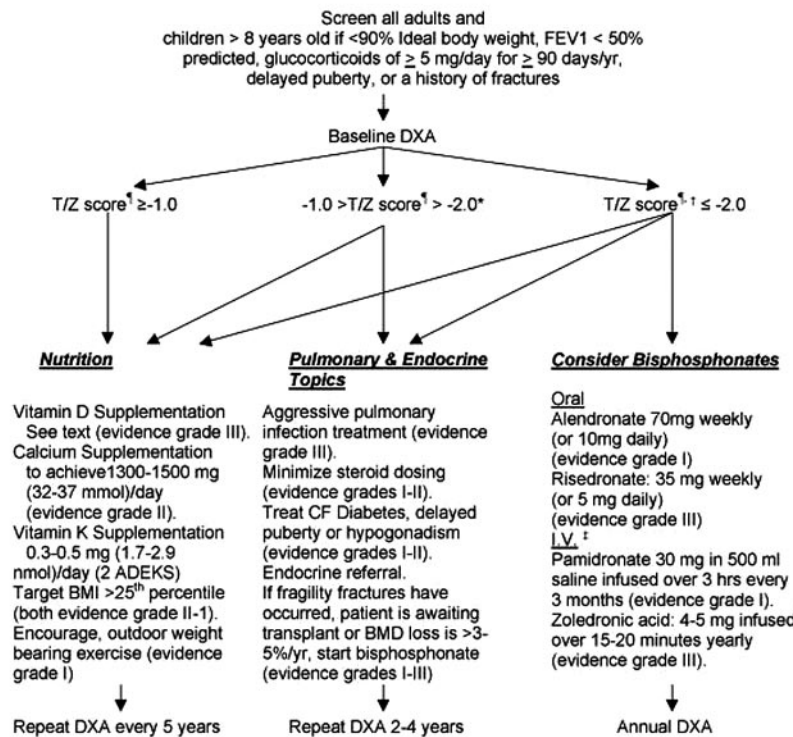 Screen all adults and
children > 8 years old if <90% Ideal body weight, FEV1 < 50%
predicted, glucocorticoids of ≥ 5 mg/day for ≥ 90 days/yr,
delayed puberty, or a history of fractures
Baseline DXA
T/Z score¶ ≥-1.0
-1.0 >T/Z score¶ > -2.0*
T/Z score¶, † ≤ -2.0
Nutrition
Vitamin D Supplementation
See text (evidence grade III).
Calcium Supplementation
to achieve1300-1500 mg
(32-37 mmol)/day
(evidence grade II).
Vitamin K Supplementation
0.3-0.5 mg (1.7-2.9
nmol)/day (2 ADEKS)
Target BMI >25th percentile
(both evidence grade II-1).
Encourage, outdoor weight
bearing exercise (evidence
grade I)
Repeat DXA every 5 years
Pulmonary & Endocrine
Topics
Aggressive pulmonary
infection treatment (evidence
grade III).
Minimize steroid dosing
(evidence grades I-II).
Treat CF Diabetes, delayed
puberty or hypogonadism
(evidence grades I-II).
Endocrine referral.
If fragility fractures have
occurred, patient is awaiting
transplant or BMD loss is >3-
5%/yr, start bisphosphonate
(evidence grades I-III)
Repeat DXA 2-4 years
Consider Bisphosphonates
Oral
Alendronate 70mg weekly
(or 10mg daily)
(evidence grade I)
Risedronate: 35 mg weekly
(or 5 mg daily)
(evidence grade III)
I.V. ‡
Pamidronate 30 mg in 500 ml
saline infused over 3 hrs every
3 months (evidence grade I).
Zoledronic acid: 4-5 mg infused
over 15-20 minutes yearly
(evidence grade III).
Annual DXA